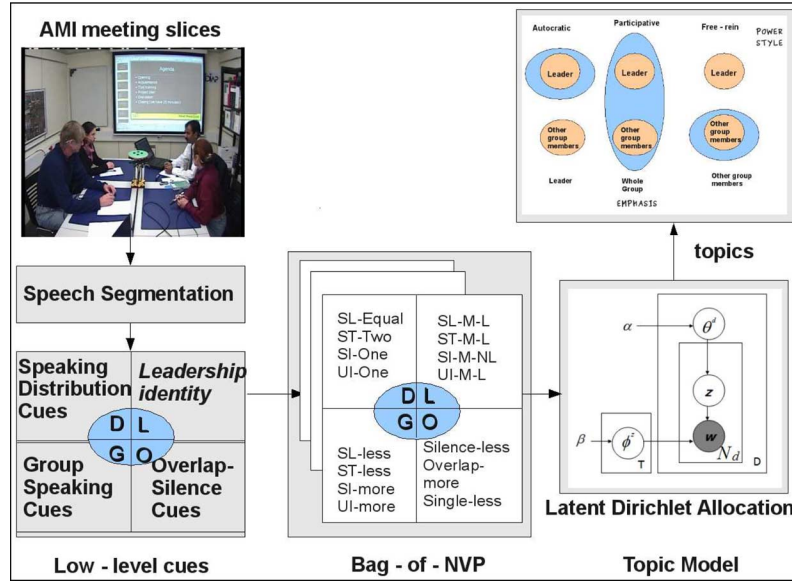 AMI meeting slices
Agenda
Speech Segmentation
Speaking
Distribution
Cues
Leadership
identity
D L
G O
Group
Speaking
Cues
Overlap-
Silence
Cues
Low - level cues
SL-Equal
ST-Two
SI-One
UI-One
SL-M-L
ST-M-L
SI-M-NL
UI-M-L
D L
G O
SL-less
ST-less
SI-more
UI-more
Silence-less
Overlap-
more
Single-less
Bag - of - NVP
Autocratic
Participative
Free - rein
POWER
STYLE
Leader
Leader
Leader
Other
group
members
Other
group
members
Other
group
members
Leader
Whole
Group
Other group
members
EMPHASIS
topics
α
θᵈ
z
β
ϕᶻ
w
N_d
T
D
Latent Dirichlet Allocation
Topic Model